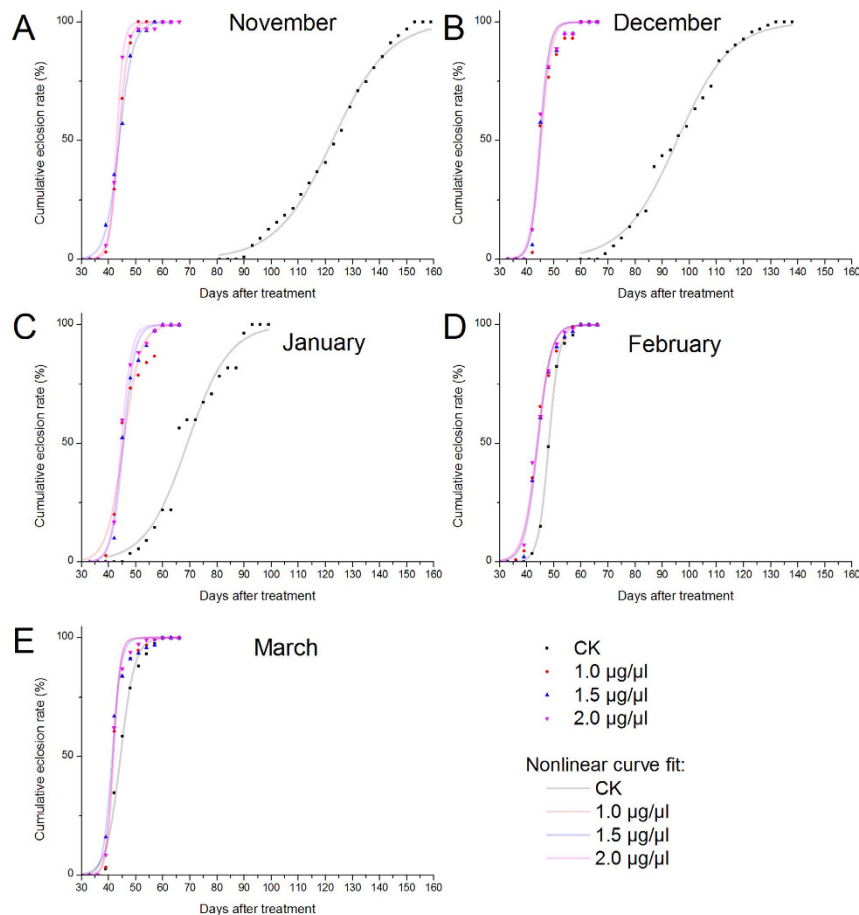 A
November
Cumulative eclosion rate (%)
100
50
0
30 40 50 60 70 80 90 100 110 120 130 140 150 160
Days after treatment
B
December
Cumulative eclosion rate (%)
100
50
0
30 40 50 60 70 80 90 100 110 120 130 140 150 160
Days after treatment
C
January
Cumulative eclosion rate (%)
100
50
0
30 40 50 60 70 80 90 100 110 120 130 140 150 160
Days after treatment
D
February
Cumulative eclosion rate (%)
100
50
0
30 40 50 60 70 80 90 100 110 120 130 140 150 160
Days after treatment
E
March
Cumulative eclosion rate (%)
100
50
0
30 40 50 60 70 80 90 100 110 120 130 140 150 160
Days after treatment
CK
1.0 µg/µl
1.5 µg/µl
2.0 µg/µl
Nonlinear curve fit:
CK
1.0 µg/µl
1.5 µg/µl
2.0 µg/µl